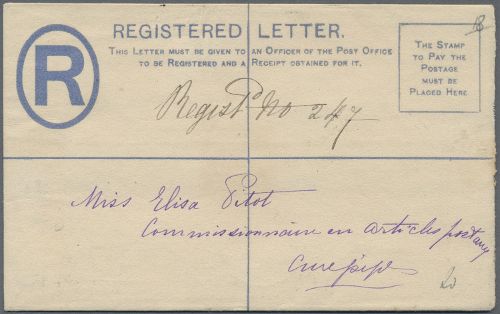 REGISTERED LETTER.
THIS LETTER MUST BE GIVEN TO AN OFFICER OF THE POST OFFICE
TO BE REGISTERED AND A RECEIPT OBTAINED FOR IT.
THE STAMP
TO PAY THE
POSTAGE
MUST BE
PLACED HERE
R
Regist'd No 247
Miss Elisa Pitot
Commissionnaire en articles
Curepipe